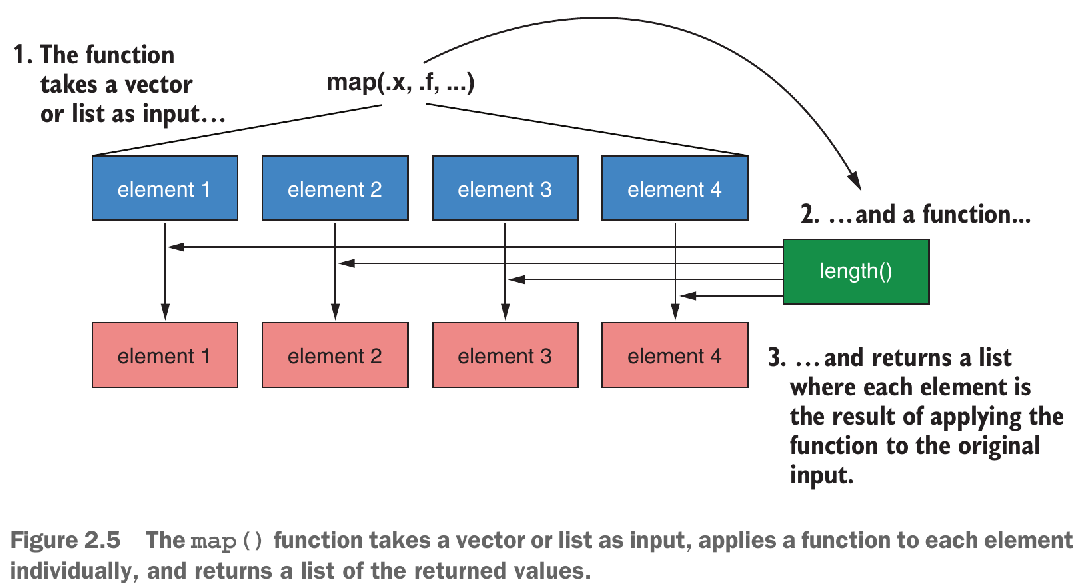 1. The function
takes a vector
or list as input…
map(.x, .f, ...)
element 1
element 2
element 3
element 4
2. …and a function...
length()
element 1
element 2
element 3
element 4
3. …and returns a list
where each element is
the result of applying the
function to the original
input.
Figure 2.5 The map() function takes a vector or list as input, applies a function to each element
individually, and returns a list of the returned values.